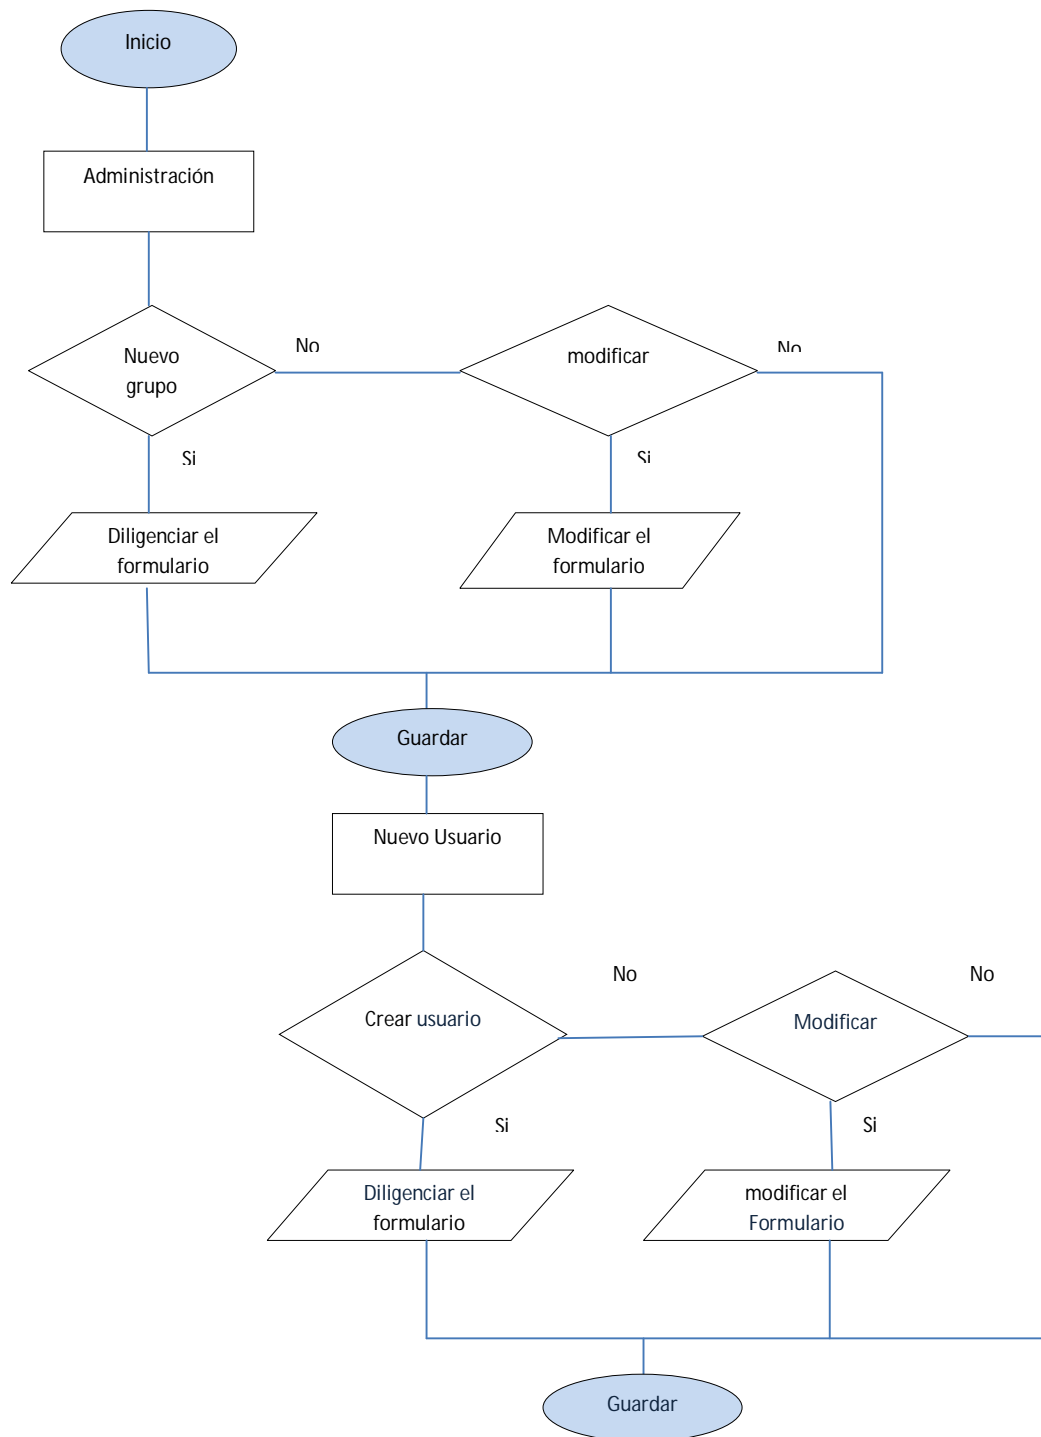 Inicio
Administración
Nuevo
grupo
No
modificar
No
Si
Si
Diligenciar el
formulario
Modificar el
formulario
Guardar
Nuevo Usuario
Crear usuario
No
Modificar
No
Si
Si
Diligenciar el
formulario
modificar el
Formulario
Guardar